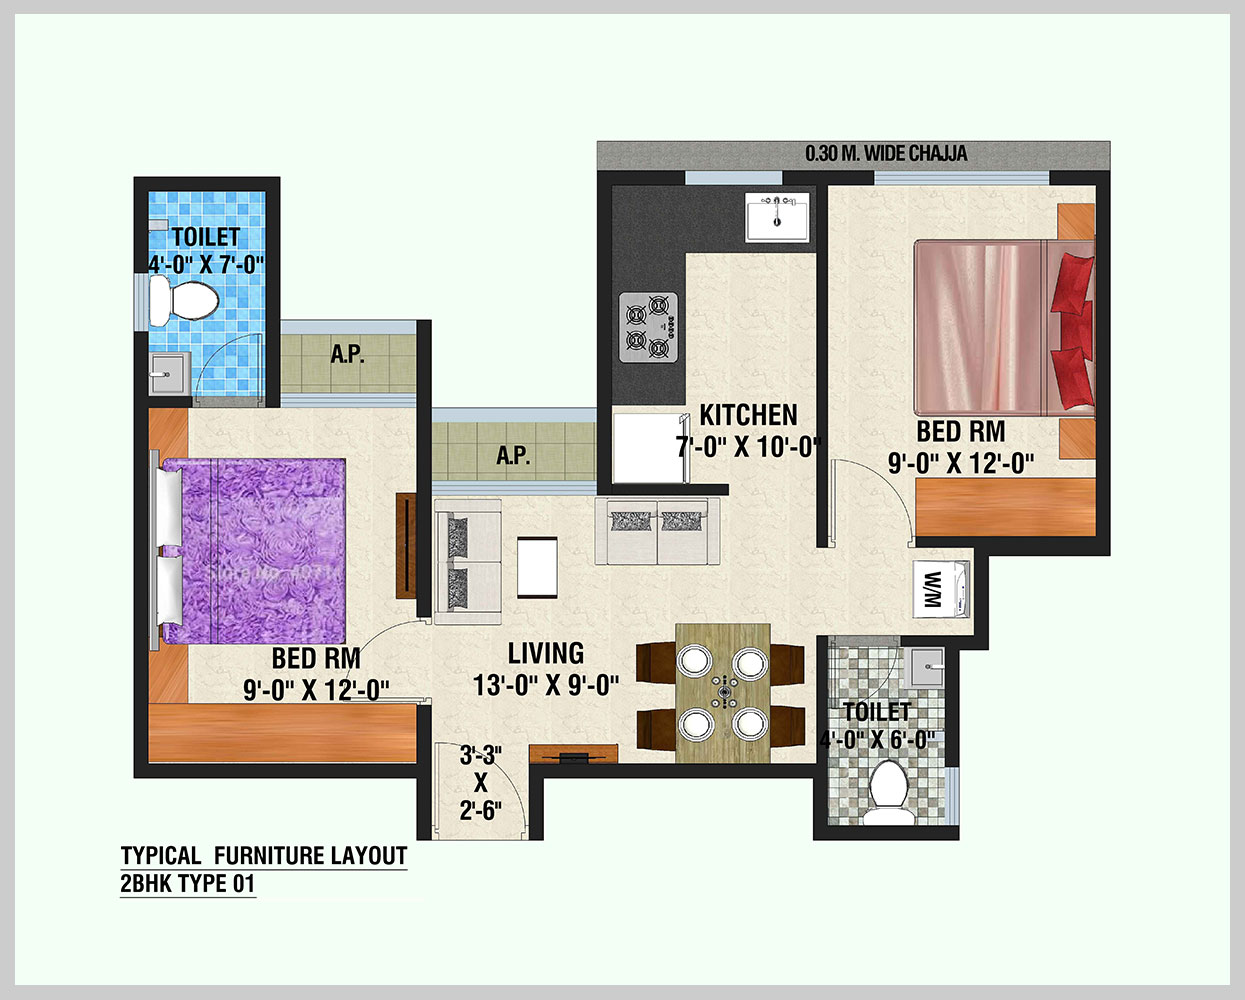 0.30 M. WIDE CHAJJA
TOILET
4'-0" X 7'-0"
A.P.
A.P.
KITCHEN
7'-0" X 10'-0"
BED RM
9'-0" X 12'-0"
W/M
BED RM
9'-0" X 12'-0"
LIVING
13'-0" X 9'-0"
TOILET
4'-0" X 6'-0"
3'-3"
X
2'-6"
TYPICAL FURNITURE LAYOUT
2BHK TYPE 01